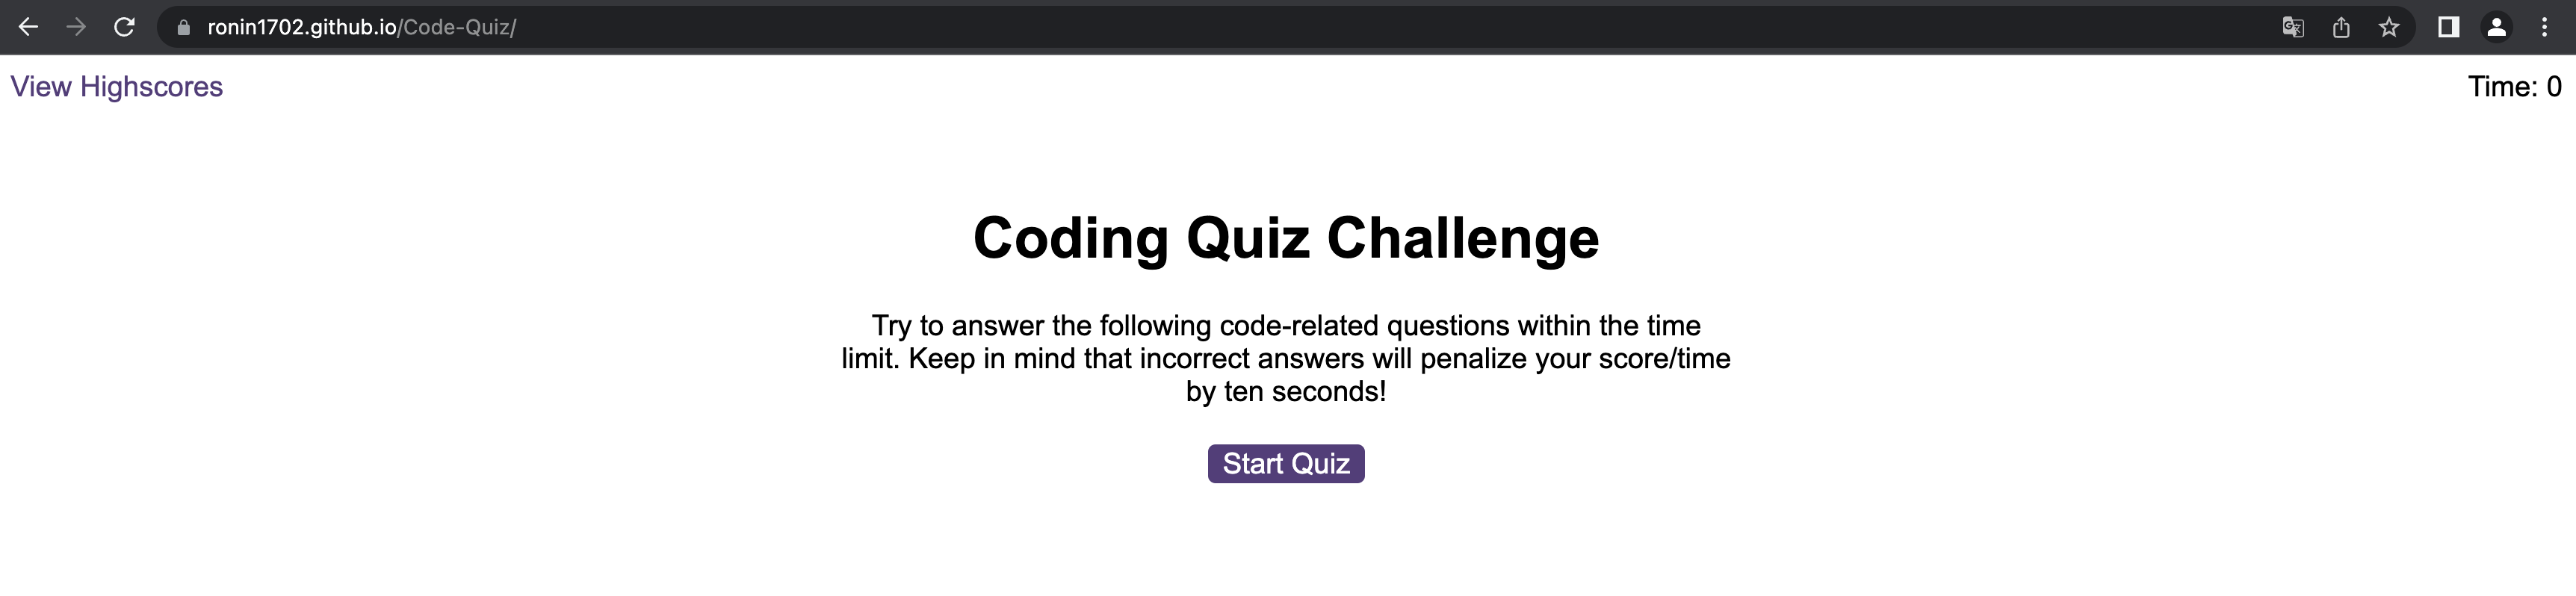 ronin1702.github.io/Code-Quiz/
View Highscores
Time: 0
Coding Quiz Challenge
Try to answer the following code-related questions within the time
limit. Keep in mind that incorrect answers will penalize your score/time
by ten seconds!
Start Quiz